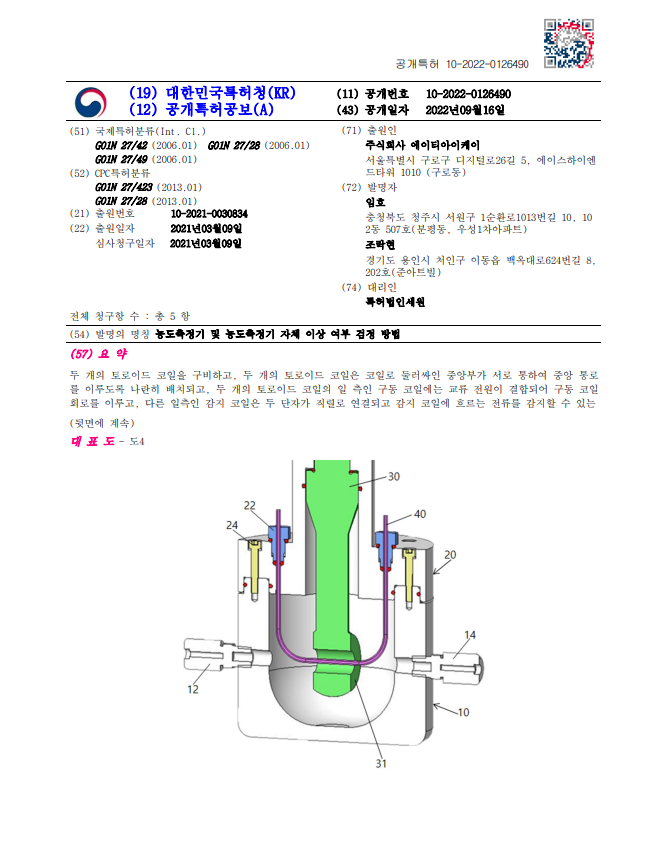 공개특허 10-2022-0126490
(19) 대한민국특허청(KR)
(12) 공개특허공보(A)
(11) 공개번호 10-2022-0126490
(43) 공개일자 2022년09월16일
(51) 국제특허분류(Int. Cl.)
G01N 27/42 (2006.01) G01N 27/28 (2006.01)
G01N 27/49 (2006.01)
(52) CPC특허분류
G01N 27/423 (2013.01)
G01N 27/28 (2013.01)
(21) 출원번호 10-2021-0030834
(22) 출원일자 2021년03월09일
심사청구일자 2021년03월09일
(71) 출원인
주식회사 에이티아이케이
서울특별시 구로구 디지털로26길 5, 에이스하이엔
드타워 1010 (구로동)
(72) 발명자
임호
충청북도 청주시 서원구 1순환로1013번길 10, 10
2동 507호(분평동, 우성1차아파트)
조락현
경기도 용인시 처인구 이동읍 백옥대로624번길 8,
202호(준아트빌)
(74) 대리인
특허법인세원
전체 청구항 수 : 총 5 항
(54) 발명의 명칭 농도측정기 및 농도측정기 자체 이상 여부 검정 방법
(57) 요 약
두 개의 토로이드 코일을 구비하고, 두 개의 토로이드 코일은 코일로 둘러싸인 중앙부가 서로 통하여 중앙 통로
를 이루도록 나란히 배치되고, 두 개의 토로이드 코일의 일 측인 구동 코일에는 교류 전원이 결합되어 구동 코일
회로를 이루고, 다른 일측인 감지 코일은 두 단자가 직렬로 연결되고 감지 코일에 흐르는 전류를 감지할 수 있는
(뒷면에 계속)
대 표 도 - 도4
30
22
40
24
20
14
12
10
31